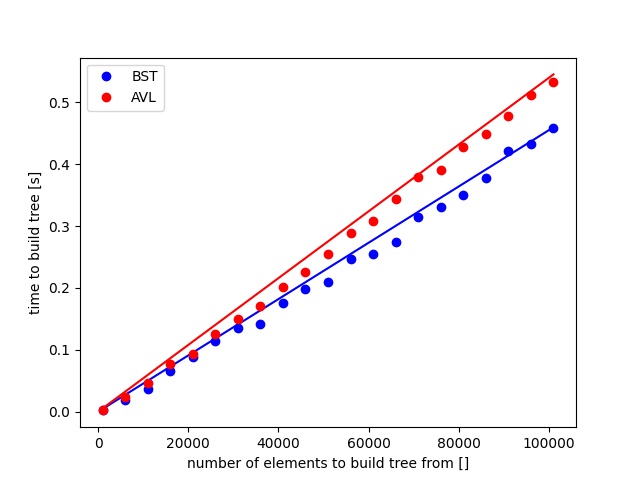 BST
AVL
0.5
0.4
0.3
0.2
0.1
0.0
time to build tree [s]
0 20000 40000 60000 80000 100000
number of elements to build tree from []